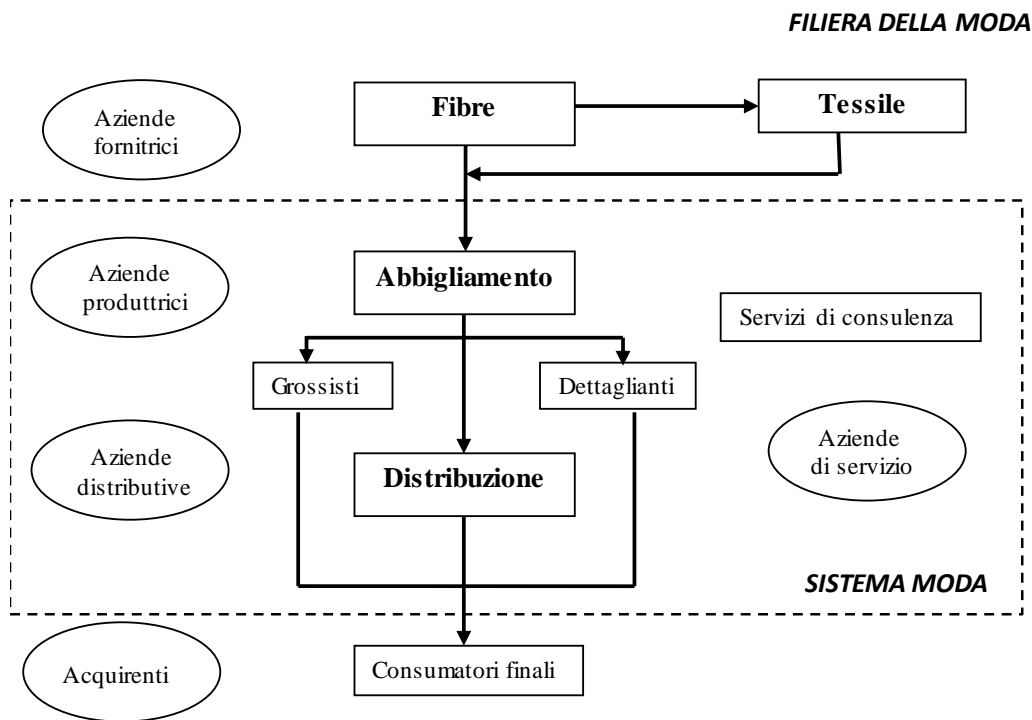 FILIERA DELLA MODA
Aziende
fornitrici
Fibre
Tessile
Aziende
produttrici
Abbigliamento
Servizi di consulenza
Grossisti
Dettaglianti
Aziende
distributive
Distribuzione
Aziende
di servizio
SISTEMA MODA
Acquirenti
Consumatori finali